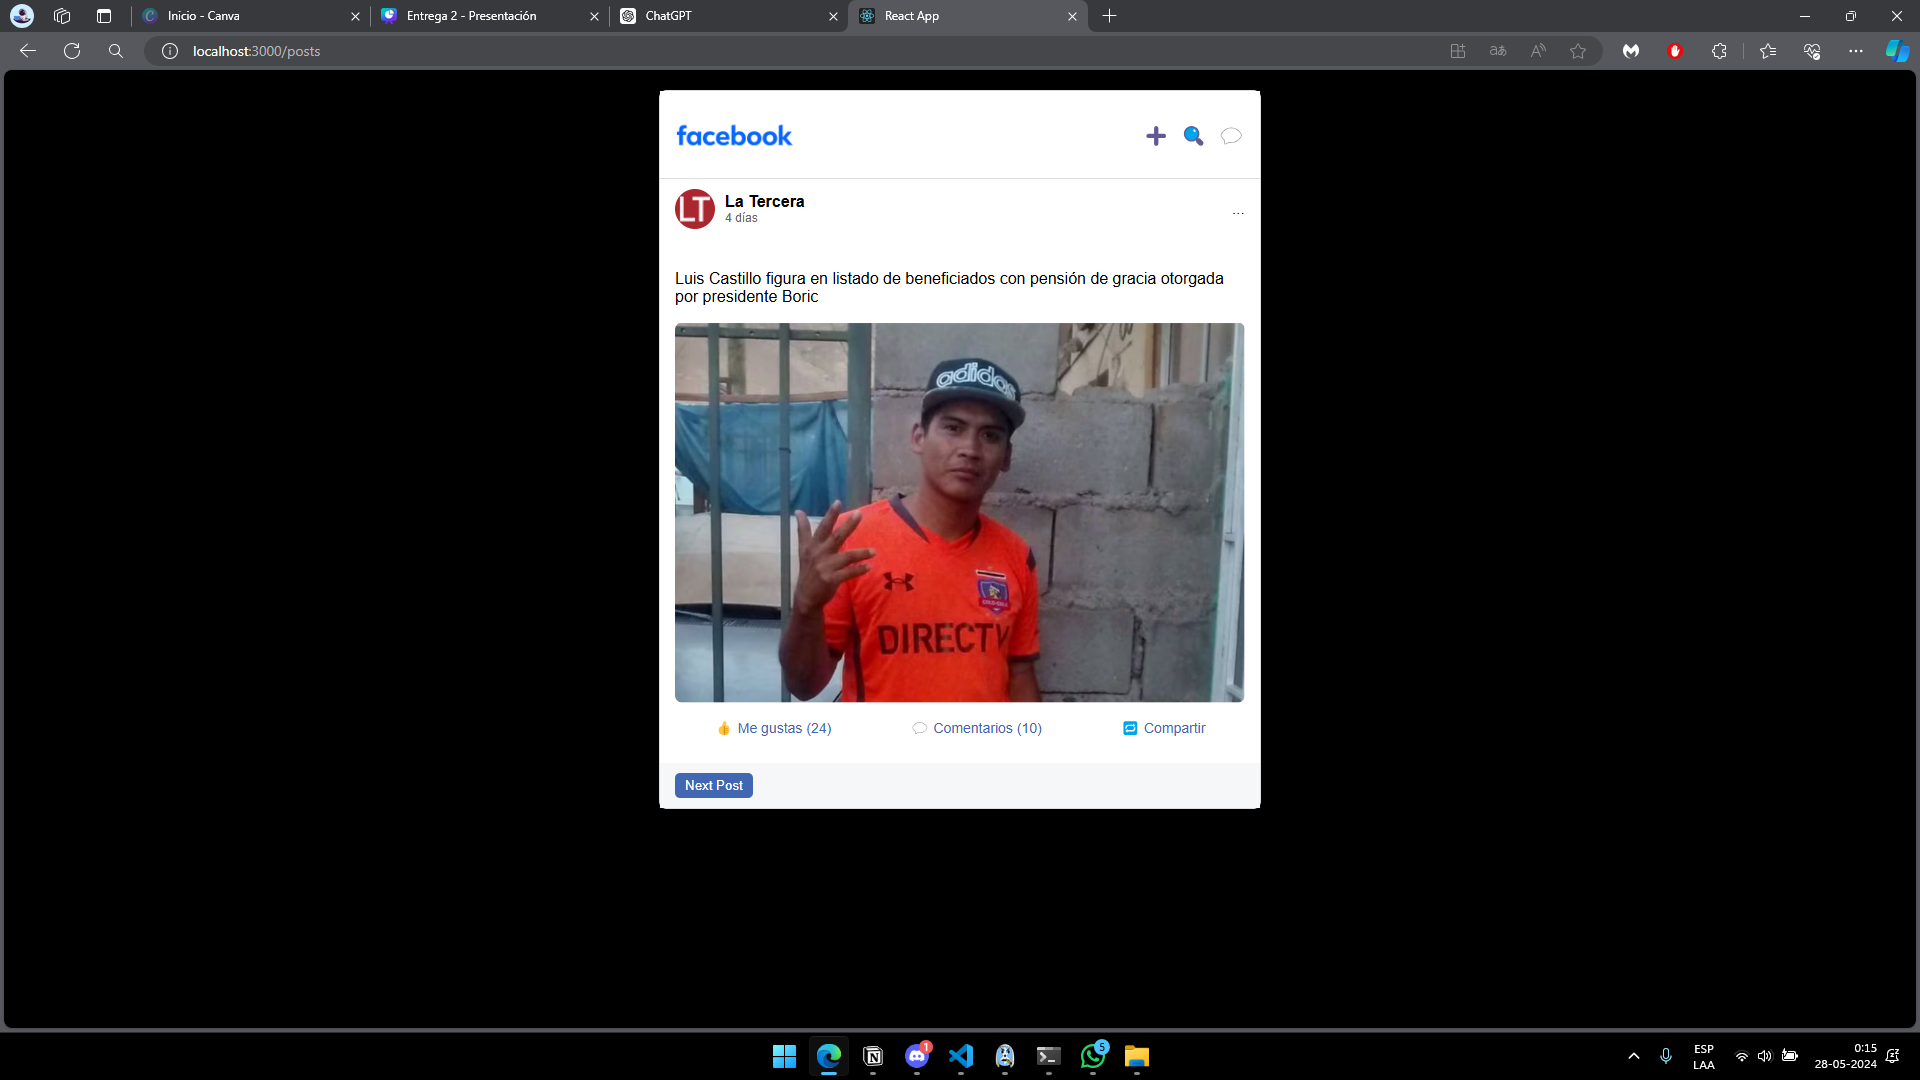 Inicio - Canva
Entrega 2 - Presentación
ChatGPT
React App
localhost:3000/posts
facebook
LT
La Tercera
4 días
...
Luis Castillo figura en listado de beneficiados con pensión de gracia otorgada
por presidente Boric
adidas
DIRECTV
Me gustas (24)
Comentarios (10)
Compartir
Next Post
1
5
ESP
LAA
0:15
28-05-2024